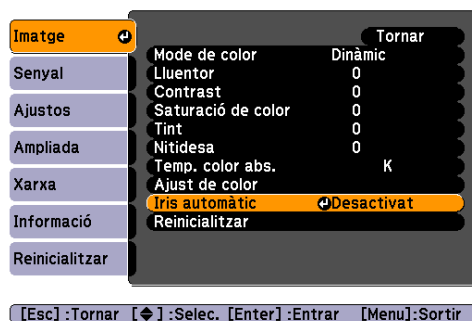 Imatge
Senyal
Ajustos
Ampliada
Xarxa
Informació
Reinicialitzar
Tornar
Mode de color Dinàmic
Lluentor 0
Contrast 0
Saturació de color 0
Tint 0
Nitidesa 0
Temp. color abs. K
Ajust de color
Iris automàtic Desactivat
Reinicialitzar
[Esc] :Tornar [◆] :Selec. [Enter] :Entrar [Menu]:Sortir